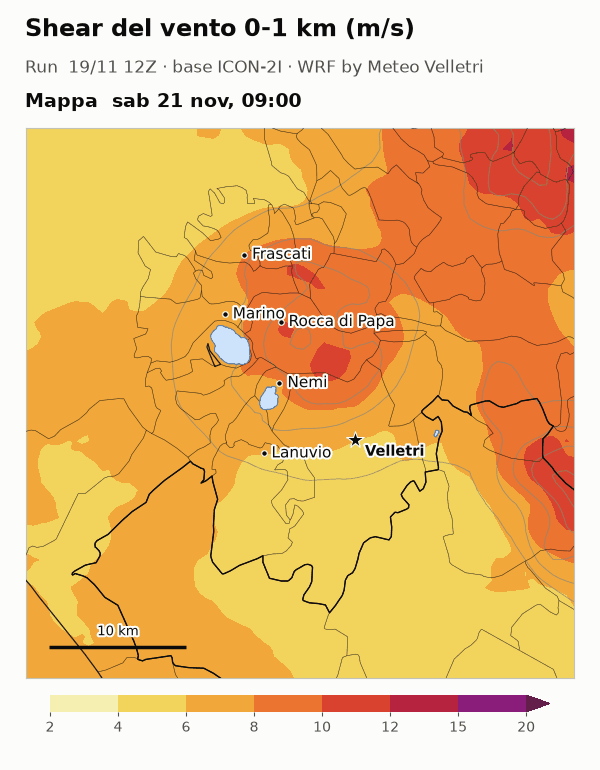 Shear del vento 0-1 km (m/s)
Run 19/11 12Z · base ICON-2I · WRF by Meteo Velletri
Mappa sab 21 nov, 09:00
Frascati
Marino
Rocca di Papa
Nemi
Velletri
Lanuvio
10 km
2 4 6 8 10 12 15 20